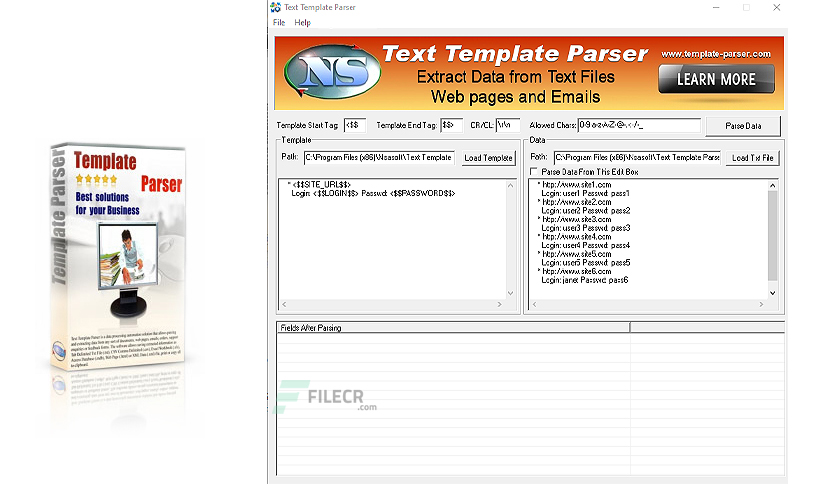 Template Parser
Template
Parser
Best solutions
for your Business
Text Template Parser
File Help
NS
Text Template Parser
www.template-parser.com
Extract Data from Text Files
Web pages and Emails
LEARN MORE
Template Start Tag: <$$ Template End Tag: $$> CR/CL: \r\n Allowed Chars: Parse Data
Template
Path: C:\Program Files (x86)\Nsasoft\Text Template Load Template
* <$$SITE_URL$$>
Login: <$$LOGIN$$> Passwd: <$$PASSWORD$$>
Data
Path: C:\Program Files (x86)\Nsasoft\Text Template Parse Load Txt File
Parse Data From This Edit Box
* http://www.site1.com
Login: user1 Passwd: pass1
* http://www.site2.com
Login: user2 Passwd: pass2
* http://www.site3.com
Login: user3 Passwd: pass3
* http://www.site4.com
Login: user4 Passwd: pass4
* http://www.site5.com
Login: user5 Passwd: pass5
* http://www.site6.com
Login: janet Passwd: pass6
Fields After Parsing
FILECR
.com